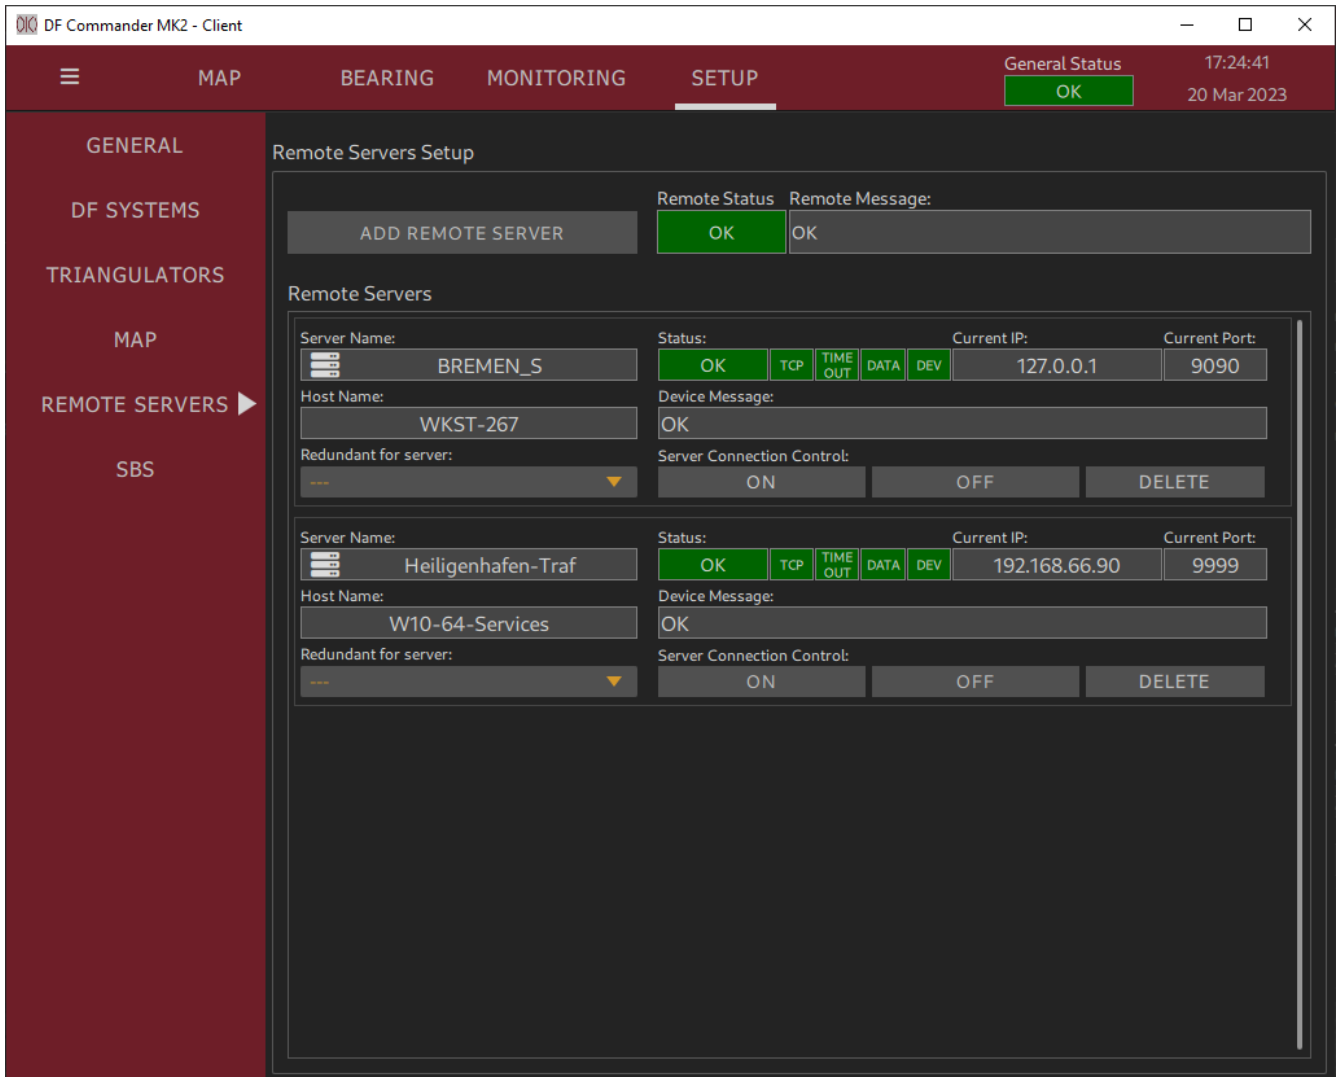 DF Commander MK2 - Client
MAP BEARING MONITORING SETUP General Status OK 17:24:41 20 Mar 2023
GENERAL
DF SYSTEMS
TRIANGULATORS
MAP
REMOTE SERVERS
SBS
Remote Servers Setup
Remote Status Remote Message:
ADD REMOTE SERVER OK OK
Remote Servers
Server Name: Status: Current IP: Current Port:
BREMEN_S OK TCP TIME OUT DATA DEV 127.0.0.1 9090
Host Name: Device Message:
WKST-267 OK
Redundant for server: Server Connection Control:
--- ON OFF DELETE
Server Name: Status: Current IP: Current Port:
Heiligenhafen-Traf OK TCP TIME OUT DATA DEV 192.168.66.90 9999
Host Name: Device Message:
W10-64-Services OK
Redundant for server: Server Connection Control:
--- ON OFF DELETE